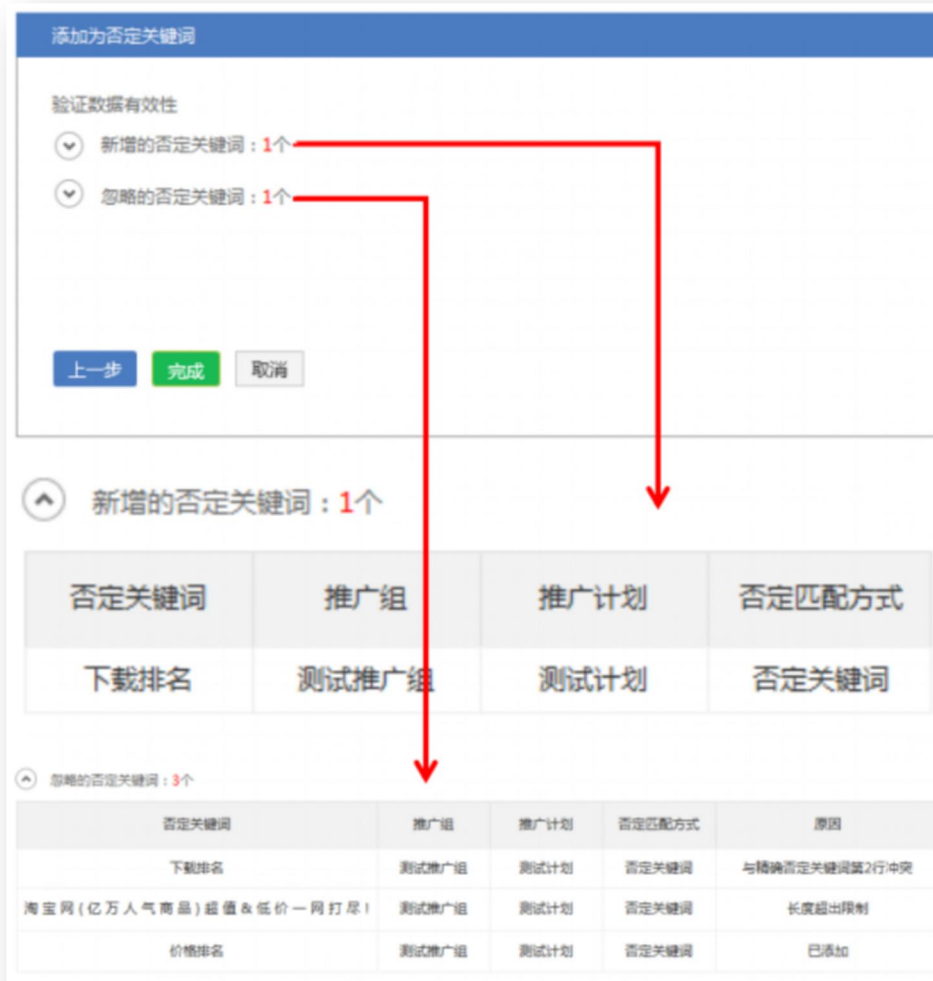 添加为否定关键词
验证数据有效性
新增的否定关键词：1个
忽略的否定关键词：1个
上一步 完成 取消
新增的否定关键词：1个
否定关键词 推广组 推广计划 否定匹配方式
下载排名 测试推广组 测试计划 否定关键词
忽略的否定关键词：3个
否定关键词 推广组 推广计划 否定匹配方式 原因
下载排名 测试推广组 测试计划 否定关键词 与精确否定关键词第2行冲突
淘宝网(亿万人气商品)超值&低价一网打尽! 测试推广组 测试计划 否定关键词 长度超出限制
价格排名 测试推广组 测试计划 否定关键词 已添加